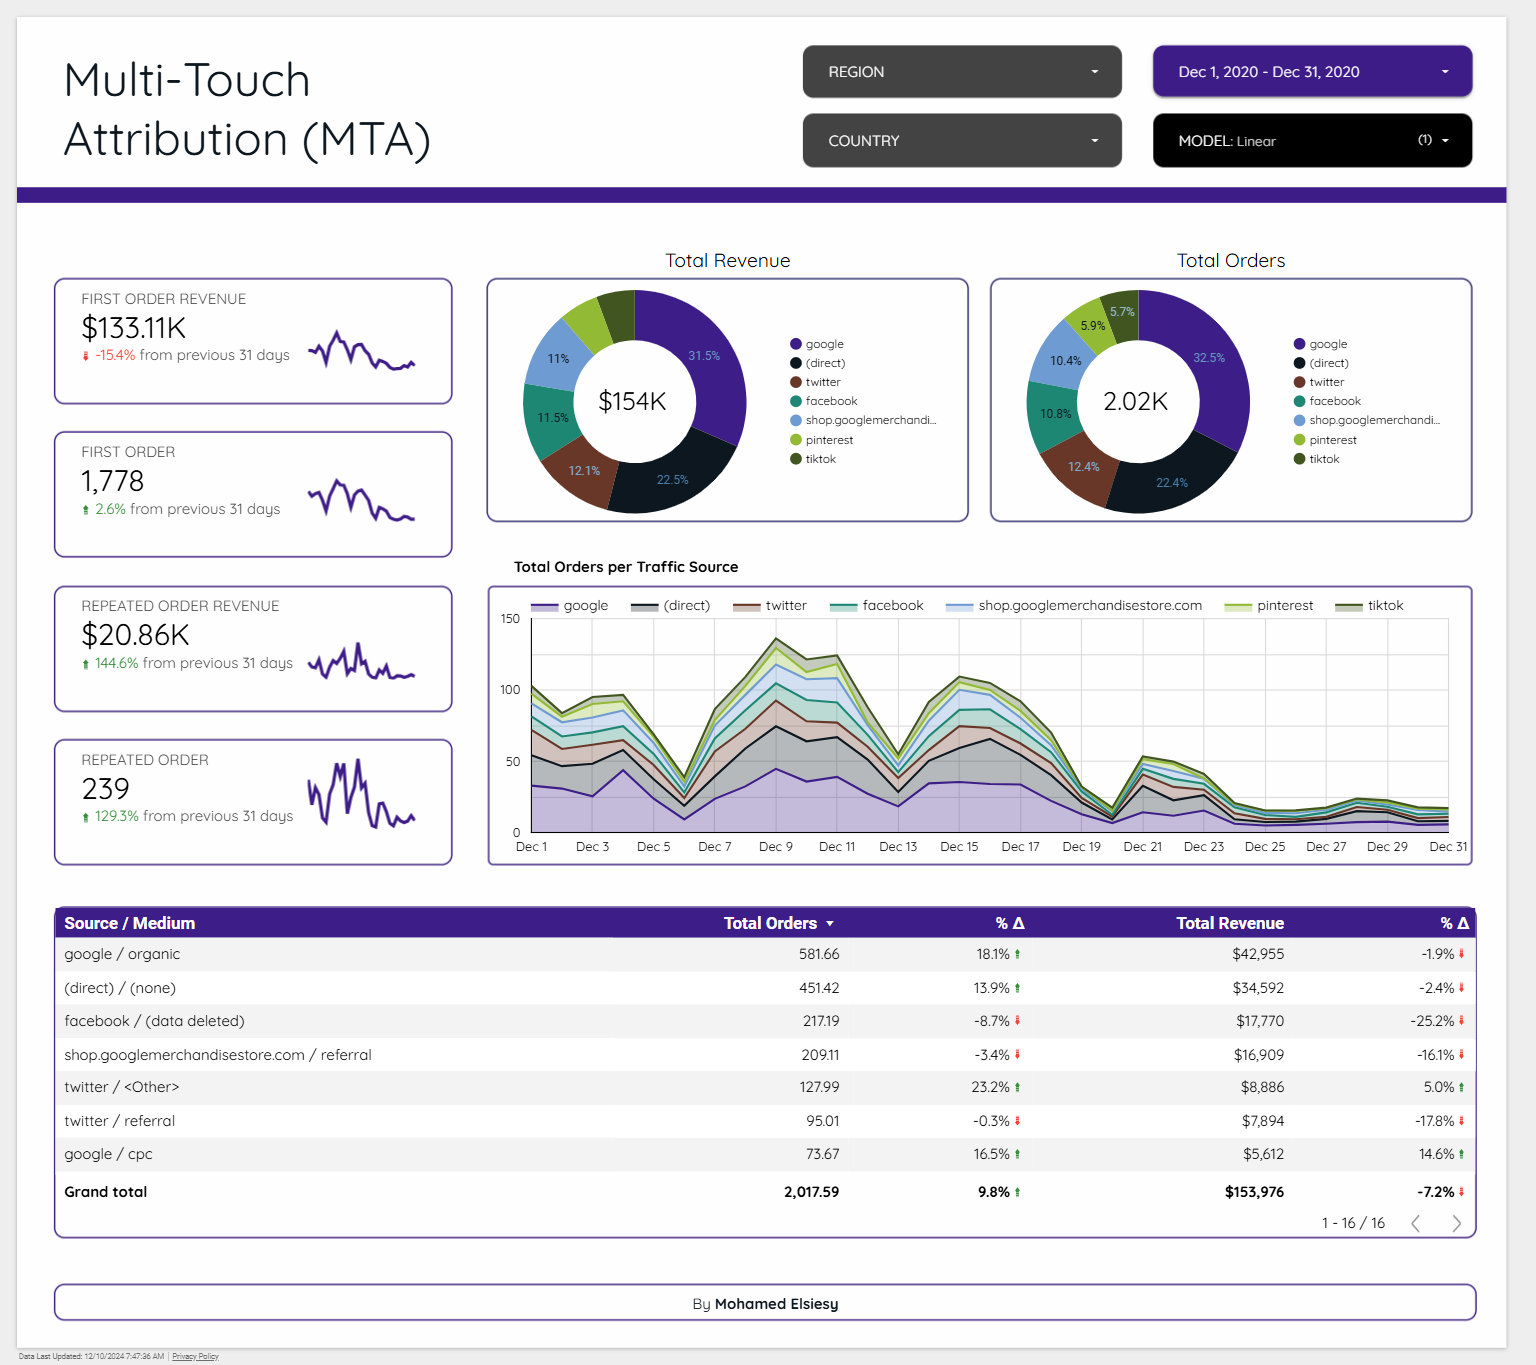 Multi-Touch
Attribution (MTA)
REGION
Dec 1, 2020 - Dec 31, 2020
COUNTRY
MODEL: Linear (1)
FIRST ORDER REVENUE
$133.11K
-15.4% from previous 31 days
FIRST ORDER
1,778
2.6% from previous 31 days
REPEATED ORDER REVENUE
$20.86K
144.6% from previous 31 days
REPEATED ORDER
239
129.3% from previous 31 days
Total Revenue
31.5%
22.5%
12.1%
11.5%
11%
$154K
google
(direct)
twitter
facebook
shop.googlemerchandi...
pinterest
tiktok
Total Orders
32.5%
22.4%
12.4%
10.8%
10.4%
5.9%
5.7%
2.02K
google
(direct)
twitter
facebook
shop.googlemerchandi...
pinterest
tiktok
Total Orders per Traffic Source
google (direct) twitter facebook shop.googlemerchandisestore.com pinterest tiktok
150
100
50
0
Dec 1 Dec 3 Dec 5 Dec 7 Dec 9 Dec 11 Dec 13 Dec 15 Dec 17 Dec 19 Dec 21 Dec 23 Dec 25 Dec 27 Dec 29 Dec 31
Source / Medium Total Orders % Δ Total Revenue % Δ
google / organic 581.66 18.1% $42,955 -1.9%
(direct) / (none) 451.42 13.9% $34,592 -2.4%
facebook / (data deleted) 217.19 -8.7% $17,770 -25.2%
shop.googlemerchandisestore.com / referral 209.11 -3.4% $16,909 -16.1%
twitter / <Other> 127.99 23.2% $8,886 5.0%
twitter / referral 95.01 -0.3% $7,894 -17.8%
google / cpc 73.67 16.5% $5,612 14.6%
Grand total 2,017.59 9.8% $153,976 -7.2%
1 - 16 / 16
By Mohamed Elsiesy
Data Last Updated: 12/10/2024 7:47:36 AM | Privacy Policy